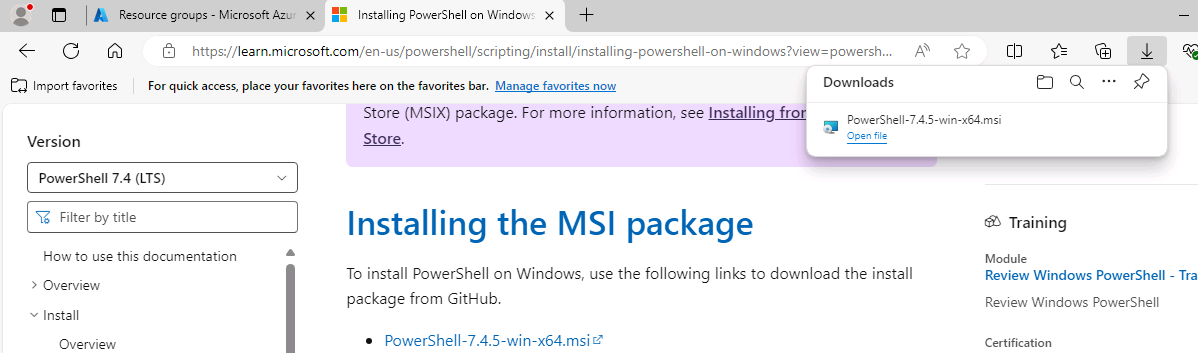 Resource groups - Microsoft Azur
Installing PowerShell on Windows
https://learn.microsoft.com/en-us/powershell/scripting/install/installing-powershell-on-windows?view=powersh...
Import favorites
For quick access, place your favorites here on the favorites bar. Manage favorites now
Downloads
PowerShell-7.4.5-win-x64.msi
Open file
Store (MSIX) package. For more information, see Installing from
Store.
Version
PowerShell 7.4 (LTS)
Filter by title
How to use this documentation
Overview
Install
Overview
Installing the MSI package
To install PowerShell on Windows, use the following links to download the install
package from GitHub.
• PowerShell-7.4.5-win-x64.msi
Training
Module
Review Windows PowerShell - Tra
Review Windows PowerShell
Certification